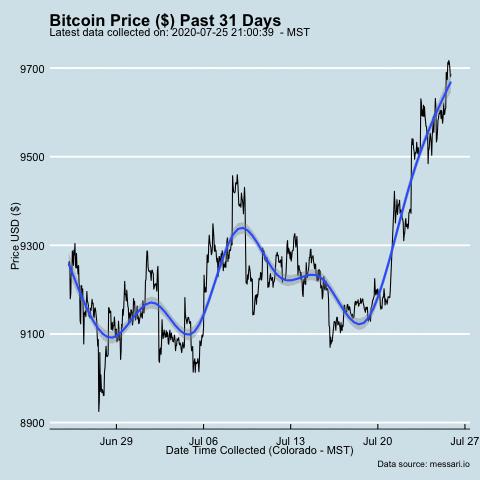 Bitcoin Price ($) Past 31 Days
Latest data collected on: 2020-07-25 21:00:39 - MST
9700
9500
9300
9100
8900
Price USD ($)
Jun 29 Jul 06 Jul 13 Jul 20 Jul 27
Date Time Collected (Colorado - MST)
Data source: messari.io